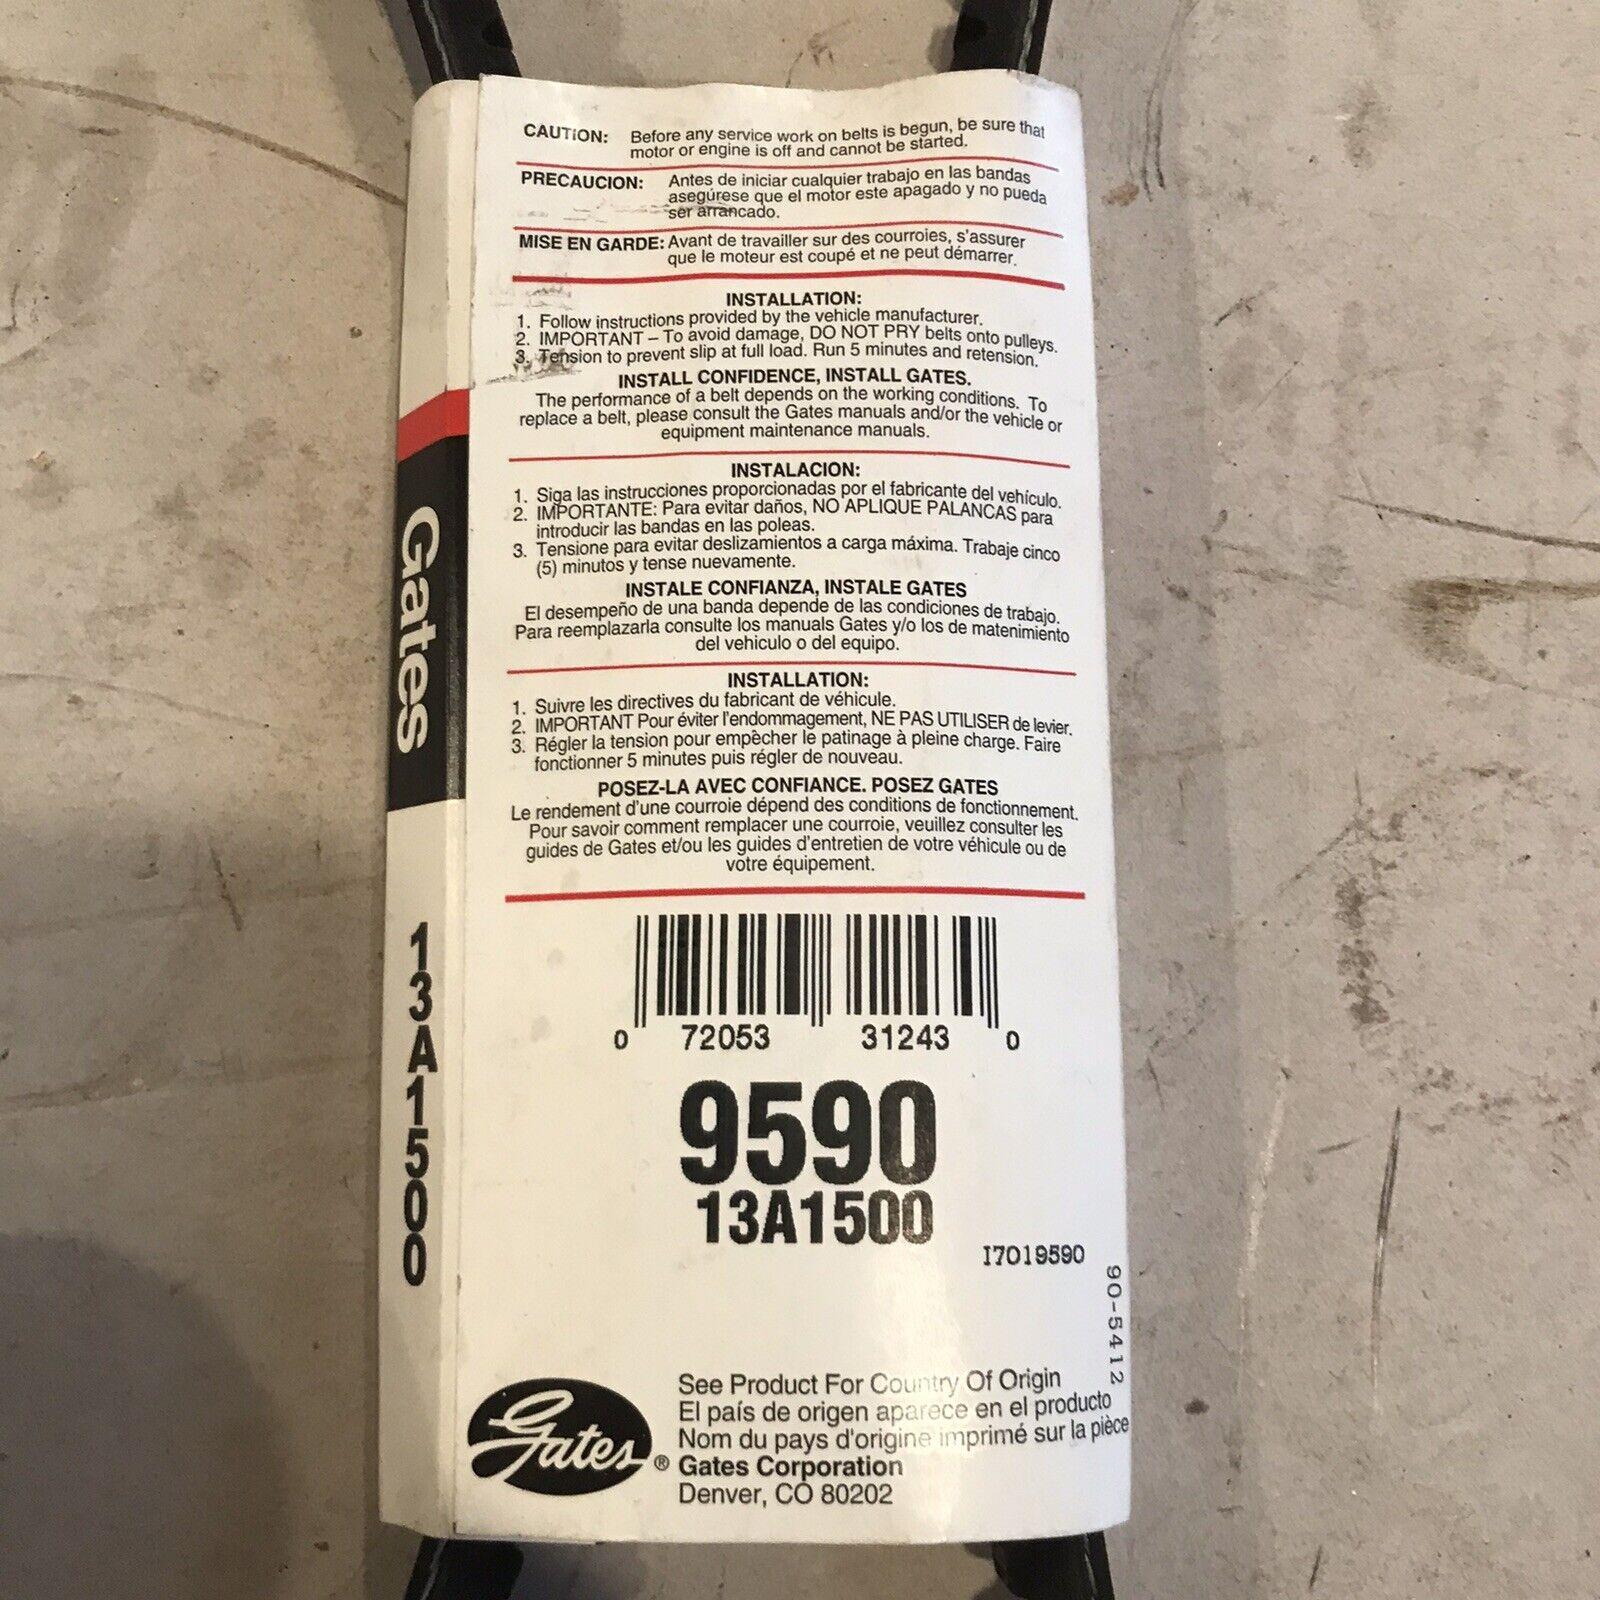 CAUTION: Before any service work on belts is begun, be sure that
motor or engine is off and cannot be started.
PRECAUCION: Antes de iniciar cualquier trabajo en las bandas
asegúrese que el motor este apagado y no pueda
ser arrancado.
MISE EN GARDE: Avant de travailler sur des courroies, s'assurer
que le moteur est coupé et ne peut démarrer.
INSTALLATION:
1. Follow instructions provided by the vehicle manufacturer.
2. IMPORTANT – To avoid damage, DO NOT PRY belts onto pulleys.
3. Tension to prevent slip at full load. Run 5 minutes and retension.
INSTALL CONFIDENCE, INSTALL GATES.
The performance of a belt depends on the working conditions. To
replace a belt, please consult the Gates manuals and/or the vehicle or
equipment maintenance manuals.
INSTALACION:
1. Siga las instrucciones proporcionadas por el fabricante del vehículo.
2. IMPORTANTE: Para evitar daños, NO APLIQUE PALANCAS para
introducir las bandas en las poleas.
3. Tensione para evitar deslizamientos a carga máxima. Trabaje cinco
(5) minutos y tense nuevamente.
INSTALE CONFIANZA, INSTALE GATES
El desempeño de una banda depende de las condiciones de trabajo.
Para reemplazarla consulte los manuals Gates y/o los de matenimiento
del vehiculo o del equipo.
INSTALLATION:
1. Suivre les directives du fabricant de véhicule.
2. IMPORTANT Pour éviter l'endommagement, NE PAS UTILISER de levier.
3. Régler la tension pour empêcher le patinage à pleine charge. Faire
fonctionner 5 minutes puis régler de nouveau.
POSEZ-LA AVEC CONFIANCE. POSEZ GATES
Le rendement d'une courroie dépend des conditions de fonctionnement.
Pour savoir comment remplacer une courroie, veuillez consulter les
guides de Gates et/ou les guides d'entretien de votre véhicule ou de
votre équipement.
0 72053 31243 0
9590
13A1500
I7019590
90-5412
See Product For Country Of Origin
El país de origen aparece en el producto
Nom du pays d'origine imprimé sur la pièce
Gates Corporation
Denver, CO 80202
Gates ®
Gates
13A1500